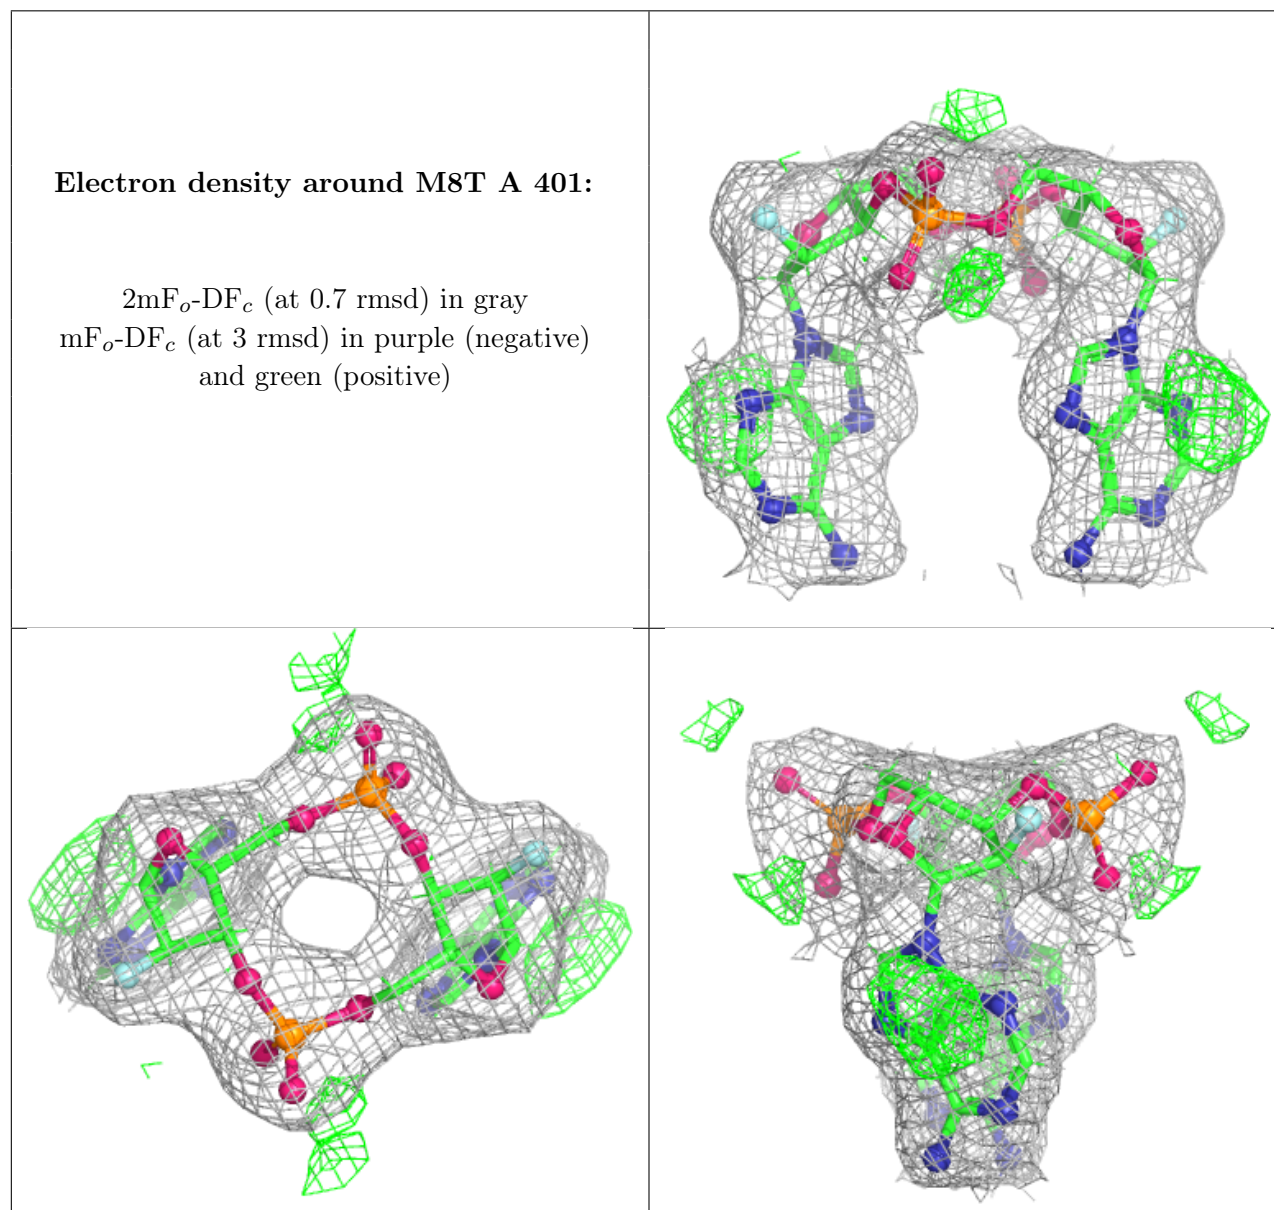 Electron density around M8T A 401:
2mFₒ-DF𝒸 (at 0.7 rmsd) in gray
mFₒ-DF𝒸 (at 3 rmsd) in purple (negative)
and green (positive)